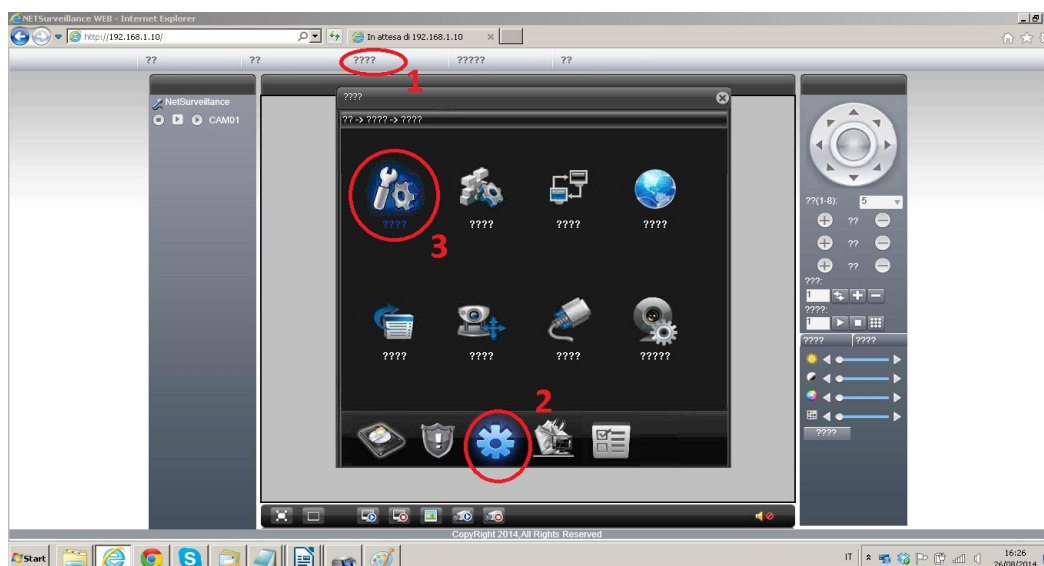 NETSurveillance WEB - Internet Explorer
http://192.168.1.10/
In attesa di 192.168.1.10
?? ?? ???? ????? ??
1
NetSurveillance
CAM01
????
?? -> ???? -> ????
???? ???? ???? ????
3
???? ???? ???? ?????
2
??(1-8): 5
??
??
??
???:
1
????:
1
???? ????
????
CopyRight 2014,All Rights Reserved
Start
IT
16:26
26/08/2014